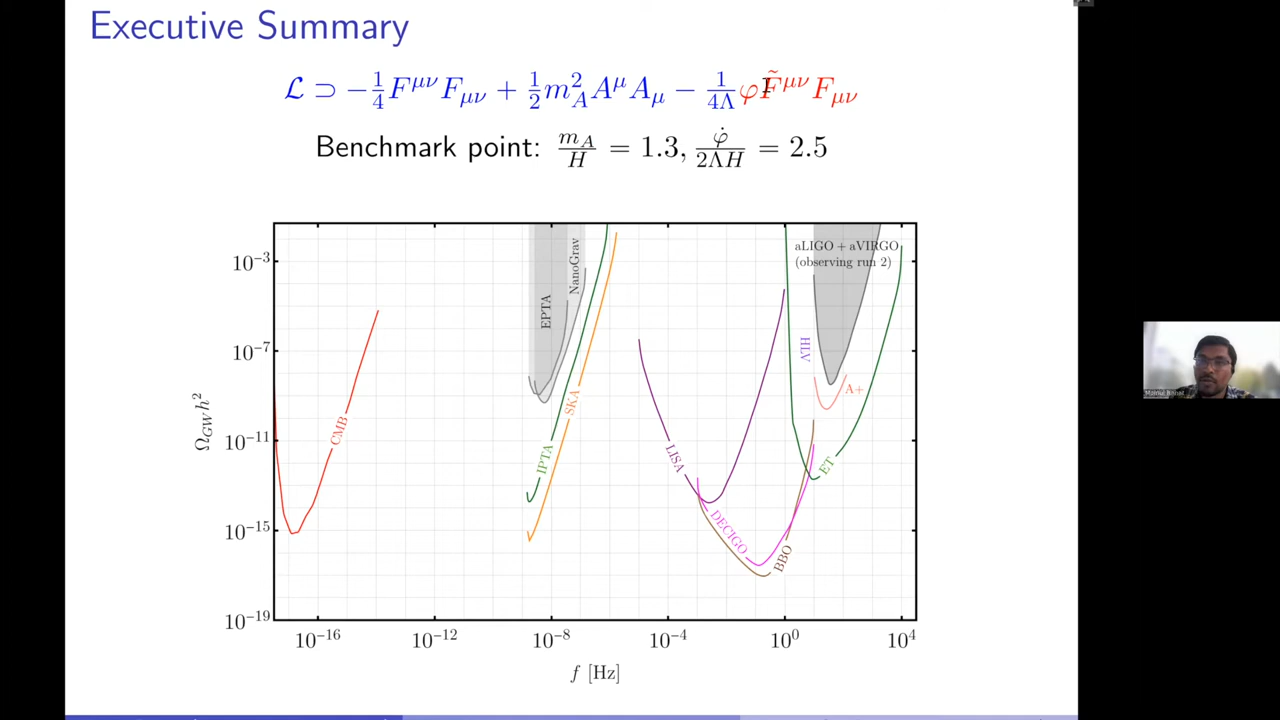 Executive Summary
ℒ ⊃ −1/4 F^{μν} F_{μν} + 1/2 m_A^2 A^μ A_μ − 1/4Λ φF̃^{μν} F_{μν}
Benchmark point: m_A/H = 1.3, φ̇/2ΛH = 2.5
aLIGO + aVIRGO
(observing run 2)
NanoGrav
EPTA
10^{-3}
HLV
10^{-7}
A+
SKA
Ω_{GW} h^2
CMB
10^{-11}
IPTA
LISA
ET
DECIGO
10^{-15}
BBO
10^{-19}
10^{-16} 10^{-12} 10^{-8} 10^{-4} 10^0 10^4
f [Hz]